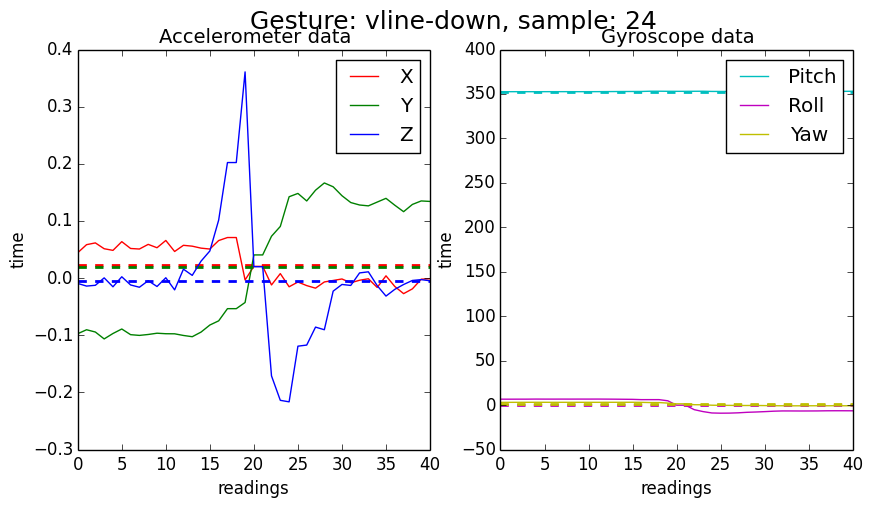 Gesture: vline-down, sample: 24
Accelerometer data
0.4
0.3
0.2
0.1
0.0
−0.1
−0.2
−0.3
time
0 5 10 15 20 25 30 35 40
readings
X
Y
Z
Gyroscope data
400
350
300
250
200
150
100
50
0
−50
time
0 5 10 15 20 25 30 35 40
readings
Pitch
Roll
Yaw